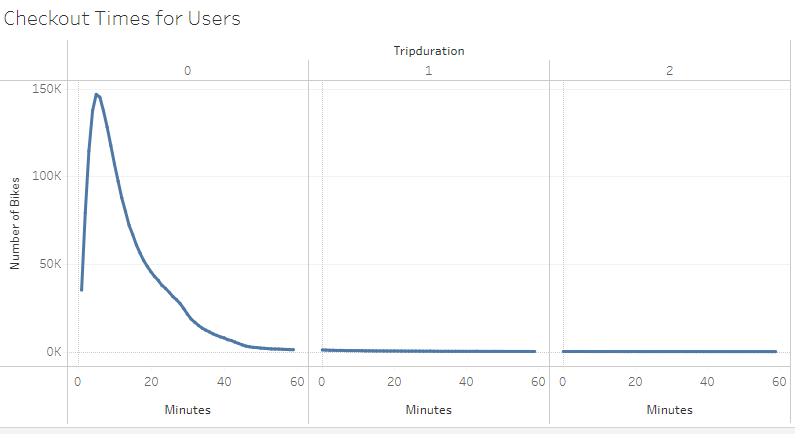 Checkout Times for Users
Tripduration
0 1 2
150K
100K
50K
0K
Number of Bikes
0 20 40 60 0 20 40 60 0 20 40 60
Minutes Minutes Minutes